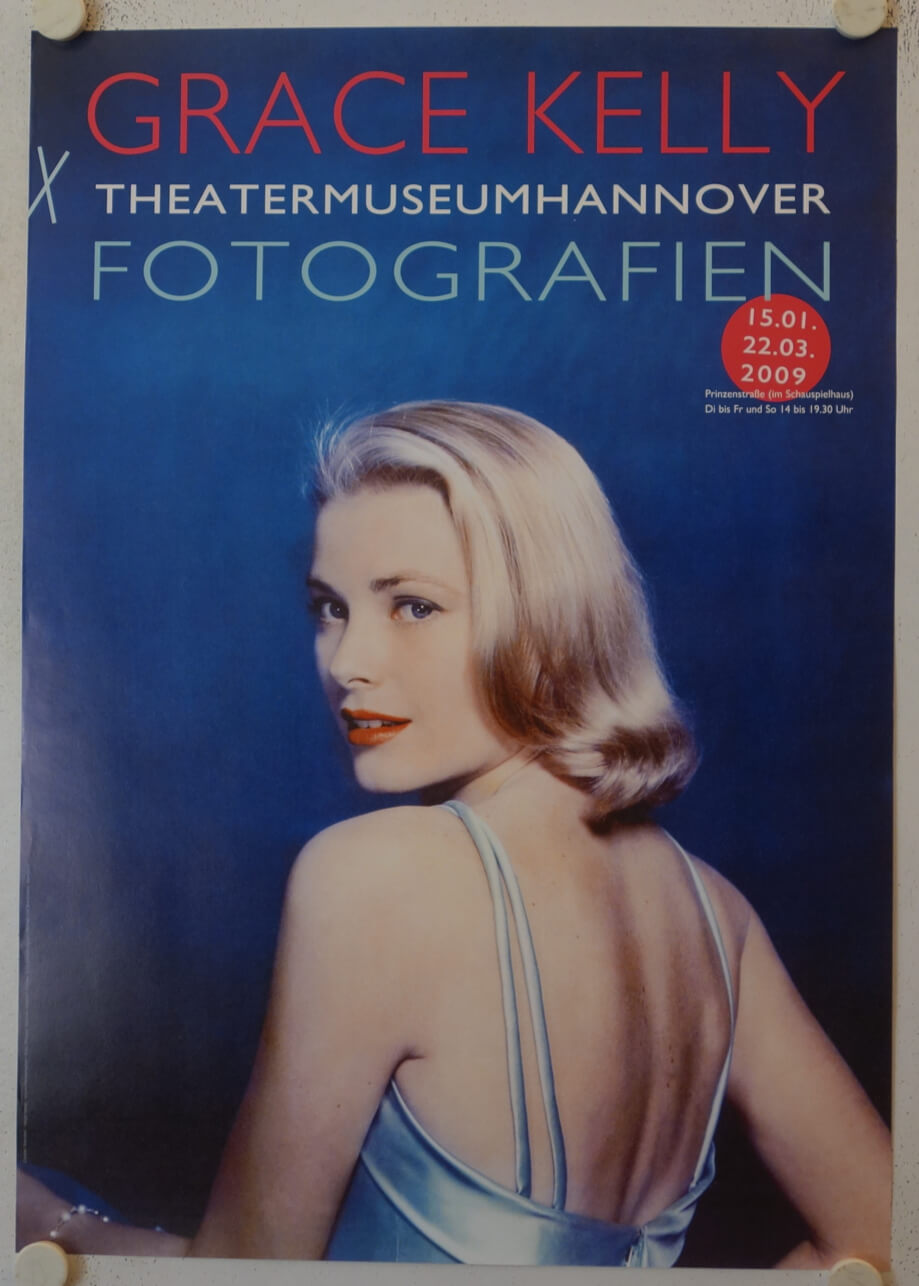 GRACE KELLY
X
THEATERMUSEUMHANNOVER
FOTOGRAFIEN
15.01.
22.03.
2009
Prinzenstraße (im Schauspielhaus)
Di bis Fr und So 14 bis 19.30 Uhr